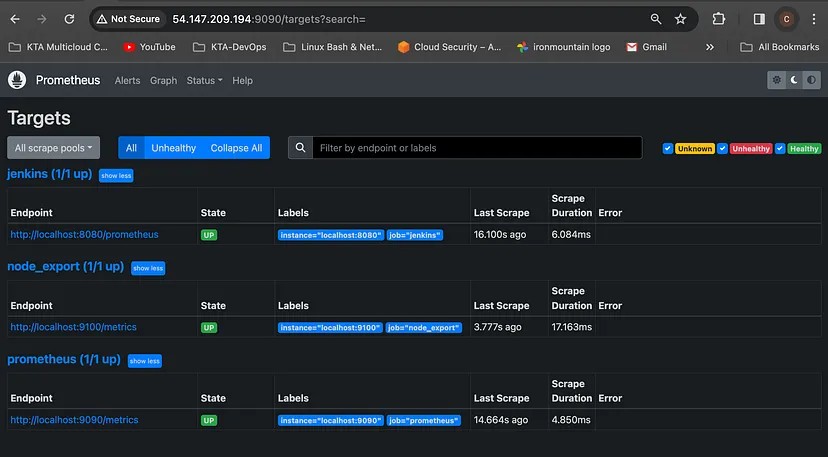 Not Secure 54.147.209.194:9090/targets?search=
C
KTA Multicloud C... YouTube KTA-DevOps Linux Bash & Net... Cloud Security – A... ironmountain logo Gmail » All Bookmarks
Prometheus Alerts Graph Status Help
Targets
All scrape pools All Unhealthy Collapse All Filter by endpoint or labels Unknown Unhealthy Healthy
jenkins (1/1 up) show less
Endpoint State Labels Last Scrape Scrape Duration Error
http://localhost:8080/prometheus UP instance="localhost:8080" job="jenkins" 16.100s ago 6.084ms
node_export (1/1 up) show less
Endpoint State Labels Last Scrape Scrape Duration Error
http://localhost:9100/metrics UP instance="localhost:9100" job="node_export" 3.777s ago 17.163ms
prometheus (1/1 up) show less
Endpoint State Labels Last Scrape Scrape Duration Error
http://localhost:9090/metrics UP instance="localhost:9090" job="prometheus" 14.664s ago 4.850ms